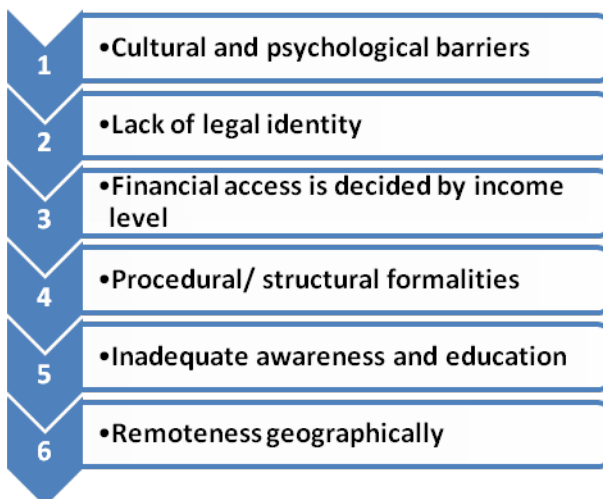 1
•Cultural and psychological barriers
2
•Lack of legal identity
3
•Financial access is decided by income
level
4
•Procedural/ structural formalities
5
•Inadequate awareness and education
6
•Remoteness geographically